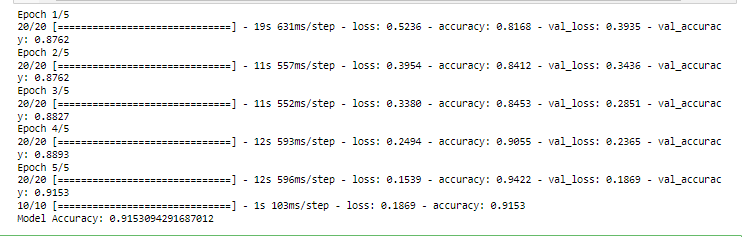 Epoch 1/5
20/20 [==============================] - 19s 631ms/step - loss: 0.5236 - accuracy: 0.8168 - val_loss: 0.3935 - val_accurac
y: 0.8762
Epoch 2/5
20/20 [==============================] - 11s 557ms/step - loss: 0.3954 - accuracy: 0.8412 - val_loss: 0.3436 - val_accurac
y: 0.8762
Epoch 3/5
20/20 [==============================] - 11s 552ms/step - loss: 0.3380 - accuracy: 0.8453 - val_loss: 0.2851 - val_accurac
y: 0.8827
Epoch 4/5
20/20 [==============================] - 12s 593ms/step - loss: 0.2494 - accuracy: 0.9055 - val_loss: 0.2365 - val_accurac
y: 0.8893
Epoch 5/5
20/20 [==============================] - 12s 596ms/step - loss: 0.1539 - accuracy: 0.9422 - val_loss: 0.1869 - val_accurac
y: 0.9153
10/10 [==============================] - 1s 103ms/step - loss: 0.1869 - accuracy: 0.9153
Model Accuracy: 0.9153094291687012